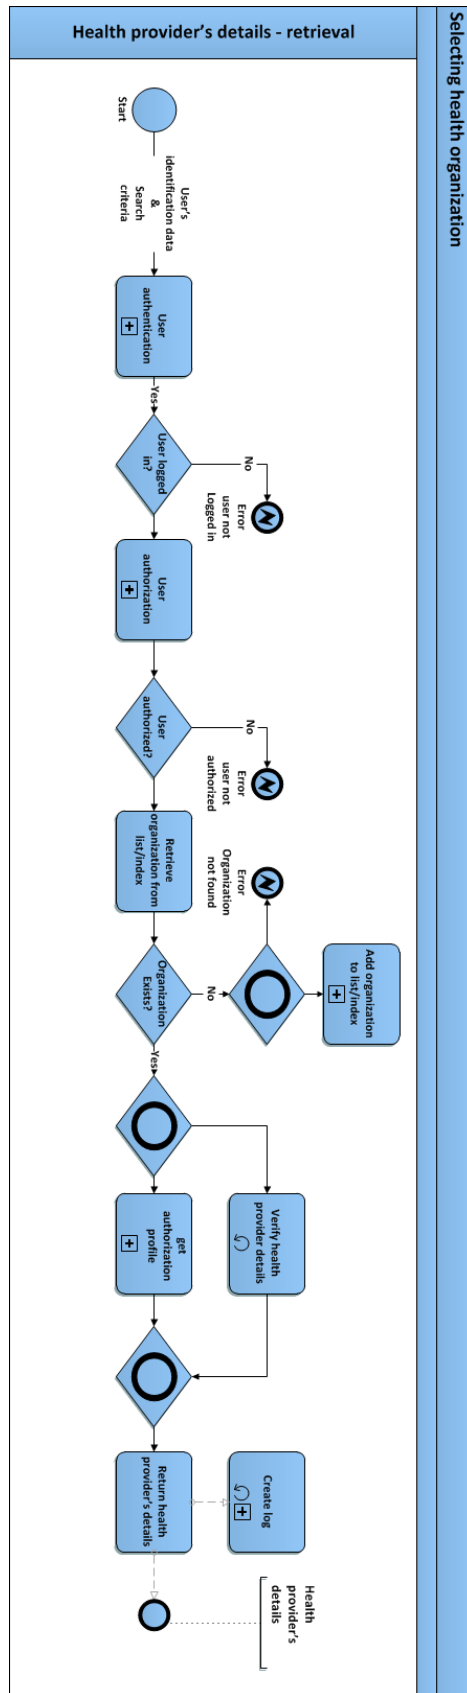 Selecting health organization
Health provider's details - retrieval
Start
User's
identification data
&
Search
criteria
User
authentication
Yes
User logged
in?
No
Error
user not
Logged in
User
authorization
User
authorized?
No
Error
user not
authorized
Retrieve
organization from
list/index
Organization
Exists?
No
Error
Organization
not found
Add organization
to list/index
Yes
Verify health
provider details
get
authorization
profile
Return health
provider's details
Create log
Health
provider's
details